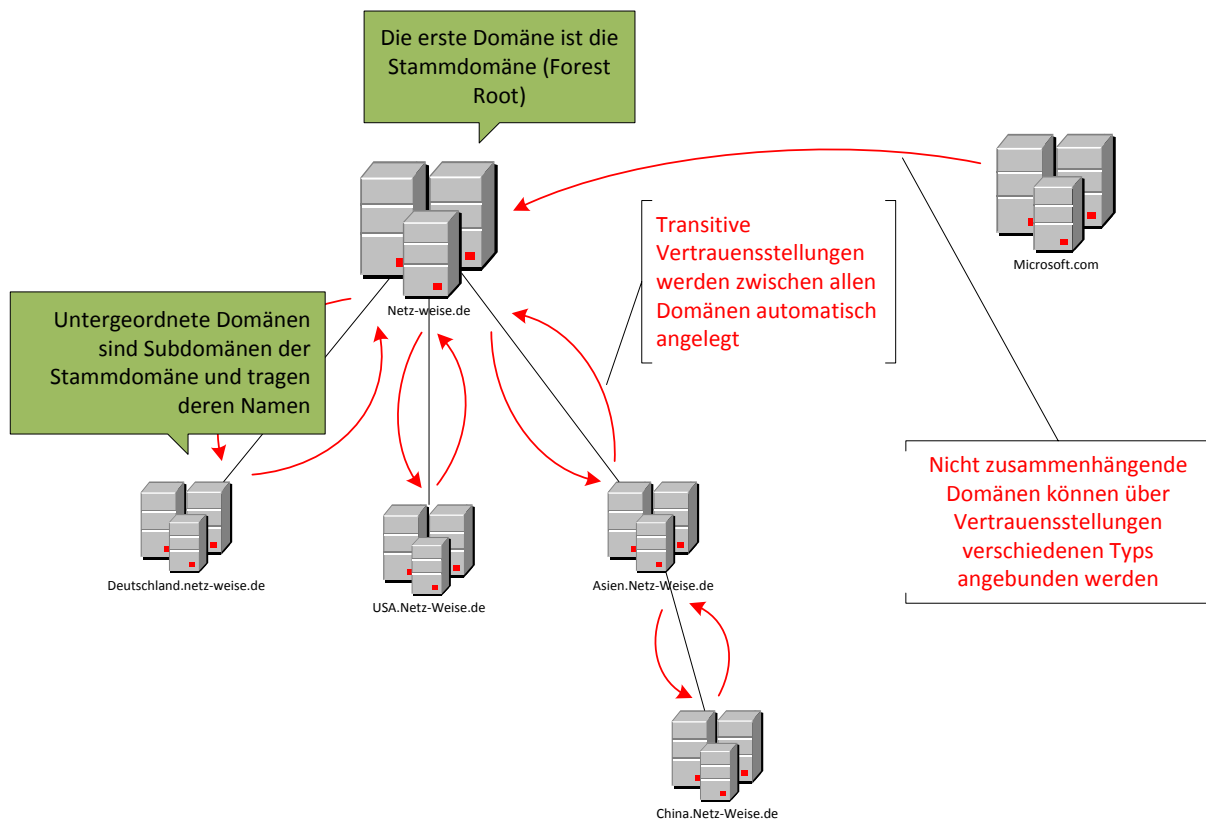 Die erste Domäne ist die
Stammdomäne (Forest
Root)
Microsoft.com
Transitive
Vertrauensstellungen
werden zwischen allen
Domänen automatisch
angelegt
Netz-weise.de
Untergeordnete Domänen
sind Subdomänen der
Stammdomäne und tragen
deren Namen
Nicht zusammenhängende
Domänen können über
Vertrauensstellungen
verschiedenen Typs
angebunden werden
Deutschland.netz-weise.de
USA.Netz-Weise.de
Asien.Netz-Weise.de
China.Netz-Weise.de